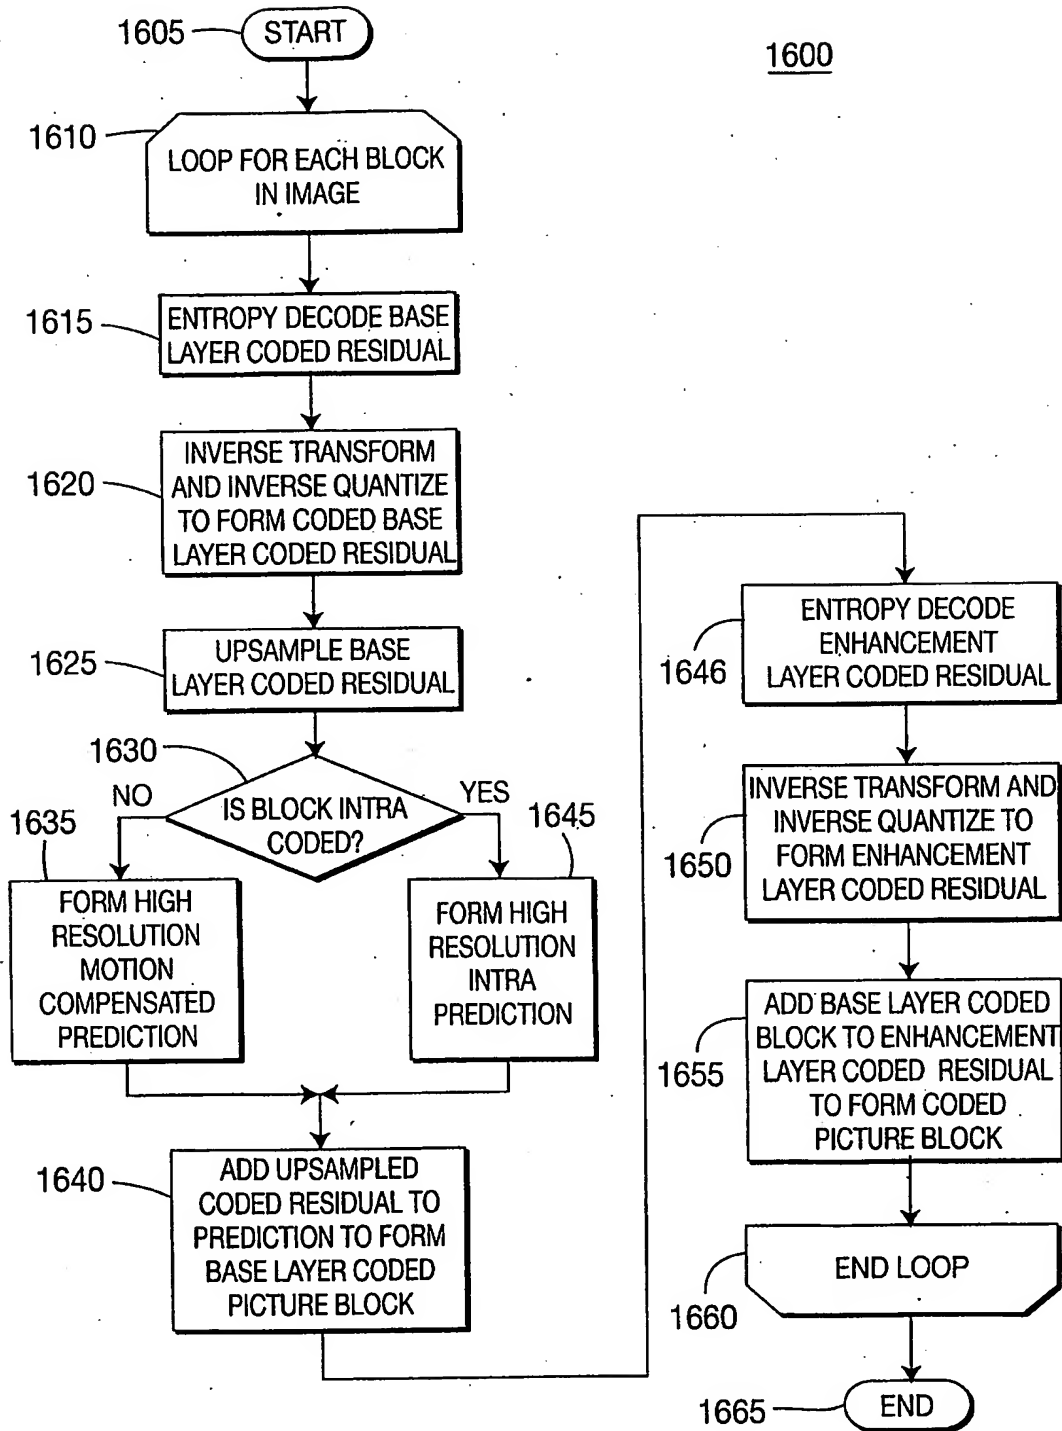 1600
1605
START
1610
LOOP FOR EACH BLOCK
IN IMAGE
1615
ENTROPY DECODE BASE
LAYER CODED RESIDUAL
1620
INVERSE TRANSFORM
AND INVERSE QUANTIZE
TO FORM CODED BASE
LAYER CODED RESIDUAL
1625
UPSAMPLE BASE
LAYER CODED RESIDUAL
1630
IS BLOCK INTRA
CODED?
NO
YES
1635
FORM HIGH
RESOLUTION
MOTION
COMPENSATED
PREDICTION
1645
FORM HIGH
RESOLUTION
INTRA
PREDICTION
1640
ADD UPSAMPLED
CODED RESIDUAL TO
PREDICTION TO FORM
BASE LAYER CODED
PICTURE BLOCK
1646
ENTROPY DECODE
ENHANCEMENT
LAYER CODED RESIDUAL
1650
INVERSE TRANSFORM AND
INVERSE QUANTIZE TO
FORM ENHANCEMENT
LAYER CODED RESIDUAL
1655
ADD BASE LAYER CODED
BLOCK TO ENHANCEMENT
LAYER CODED RESIDUAL
TO FORM CODED
PICTURE BLOCK
1660
END LOOP
1665
END